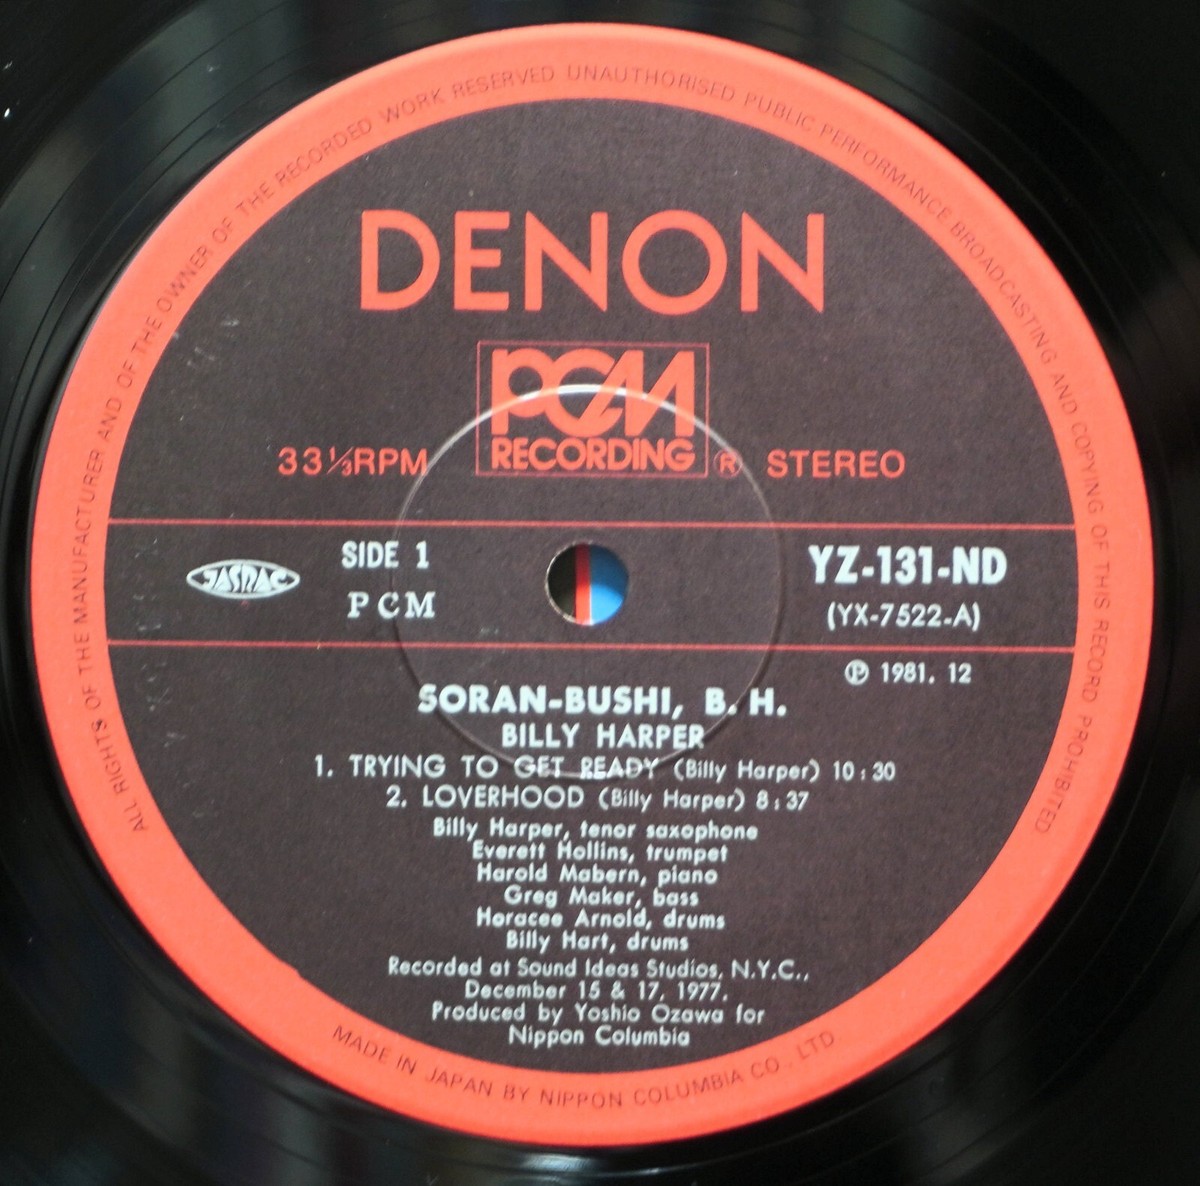 ALL RIGHTS OF THE MANUFACTURER AND OF THE OWNER OF THE RECORDED WORK RESERVED UNAUTHORISED PUBLIC PERFORMANCE BROADCASTING AND COPYING OF THIS RECORD PROHIBITED
DENON
PCM
RECORDING
33⅓RPM ® STEREO
JASRAC SIDE 1 YZ-131-ND
PCM (YX-7522-A)
℗ 1981. 12
SORAN-BUSHI, B. H.
BILLY HARPER
1. TRYING TO GET READY (Billy Harper) 10:30
2. LOVERHOOD (Billy Harper) 8:37
Billy Harper, tenor saxophone
Everett Hollins, trumpet
Harold Mabern, piano
Greg Maker, bass
Horacee Arnold, drums
Billy Hart, drums
Recorded at Sound Ideas Studios, N.Y.C.,
December 15 & 17, 1977.
Produced by Yoshio Ozawa for
Nippon Columbia
MADE IN JAPAN BY NIPPON COLUMBIA CO., LTD